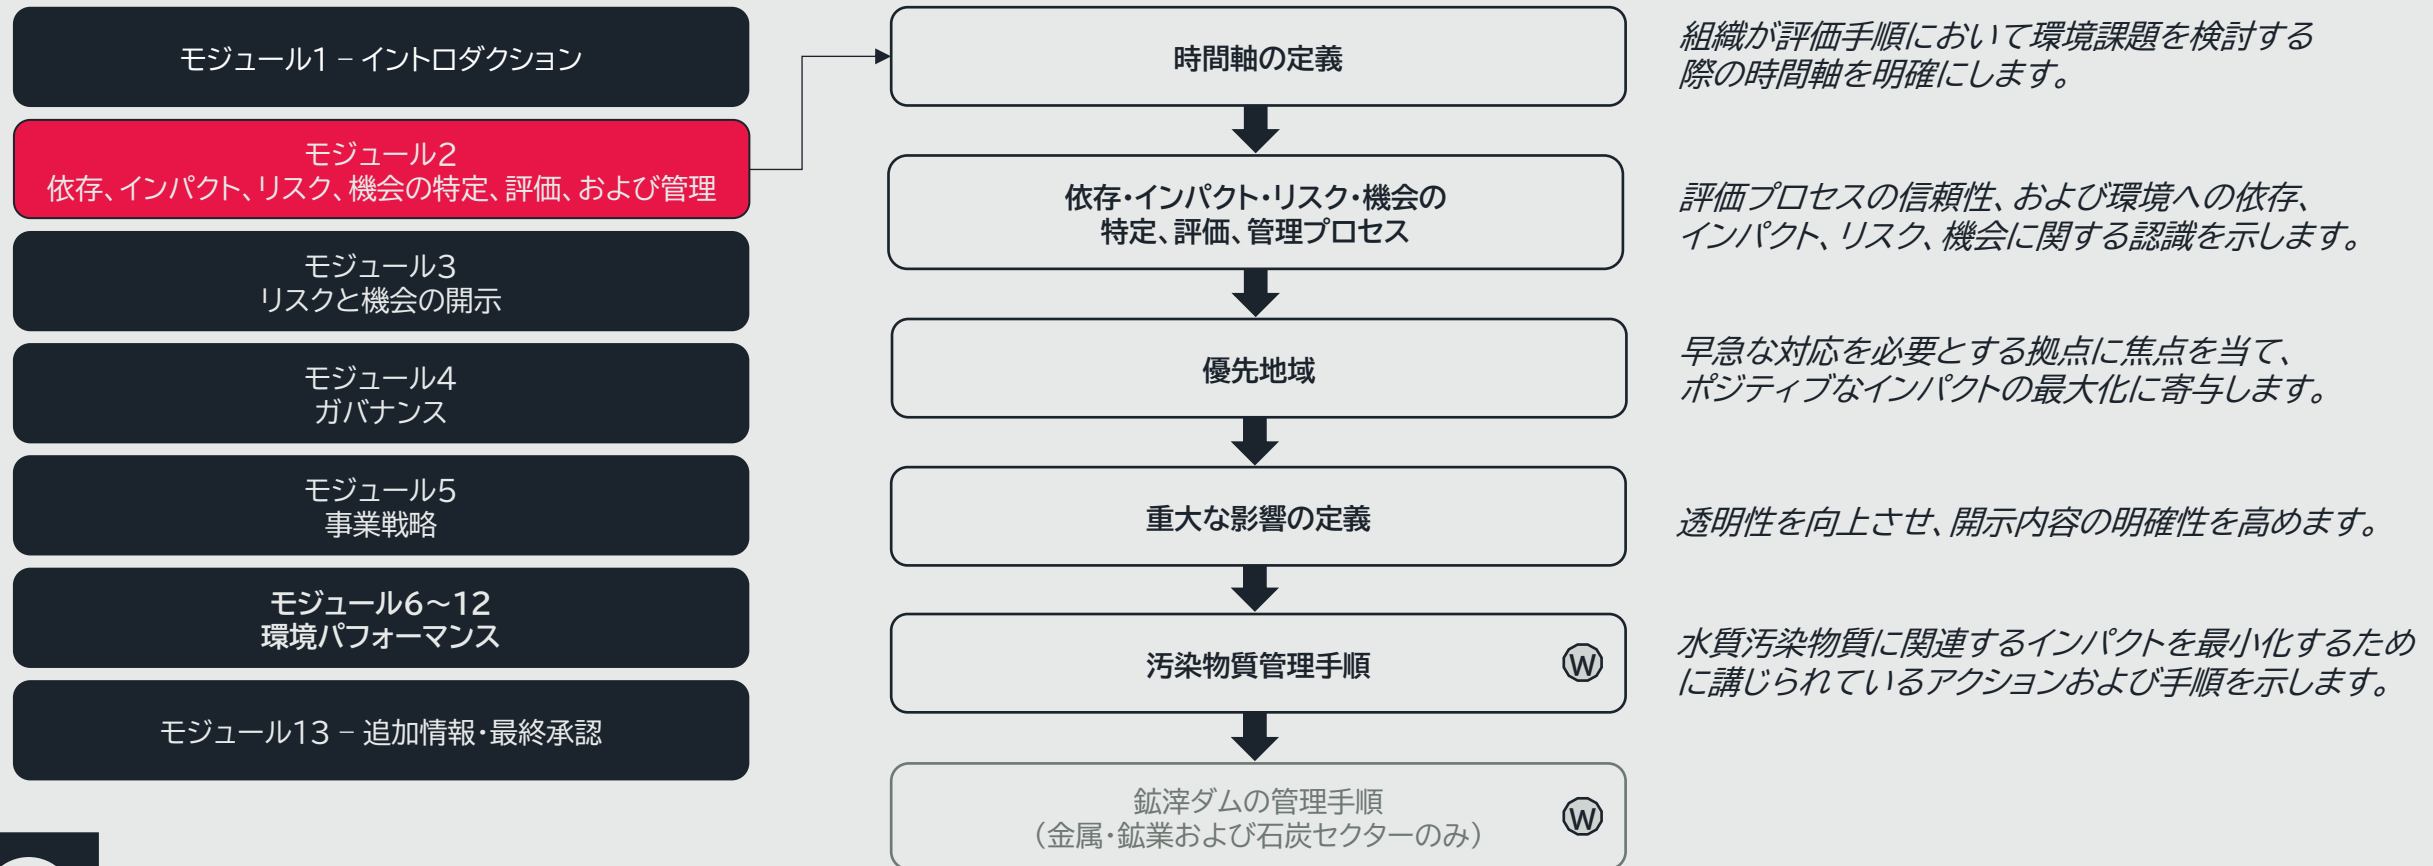 モジュール1 – イントロダクション
モジュール2
依存、インパクト、リスク、機会の特定、評価、および管理
モジュール3
リスクと機会の開示
モジュール4
ガバナンス
モジュール5
事業戦略
モジュール6～12
環境パフォーマンス
モジュール13 – 追加情報・最終承認
時間軸の定義
組織が評価手順において環境課題を検討する
際の時間軸を明確にします。
依存・インパクト・リスク・機会の
特定、評価、管理プロセス
評価プロセスの信頼性、および環境への依存、
インパクト、リスク、機会に関する認識を示します。
優先地域
早急な対応を必要とする拠点に焦点を当て、
ポジティブなインパクトの最大化に寄与します。
重大な影響の定義
透明性を向上させ、開示内容の明確性を高めます。
汚染物質管理手順
W
水質汚染物質に関連するインパクトを最小化するため
に講じられているアクションおよび手順を示します。
鉱滓ダムの管理手順
（金属・鉱業および石炭セクターのみ）
W